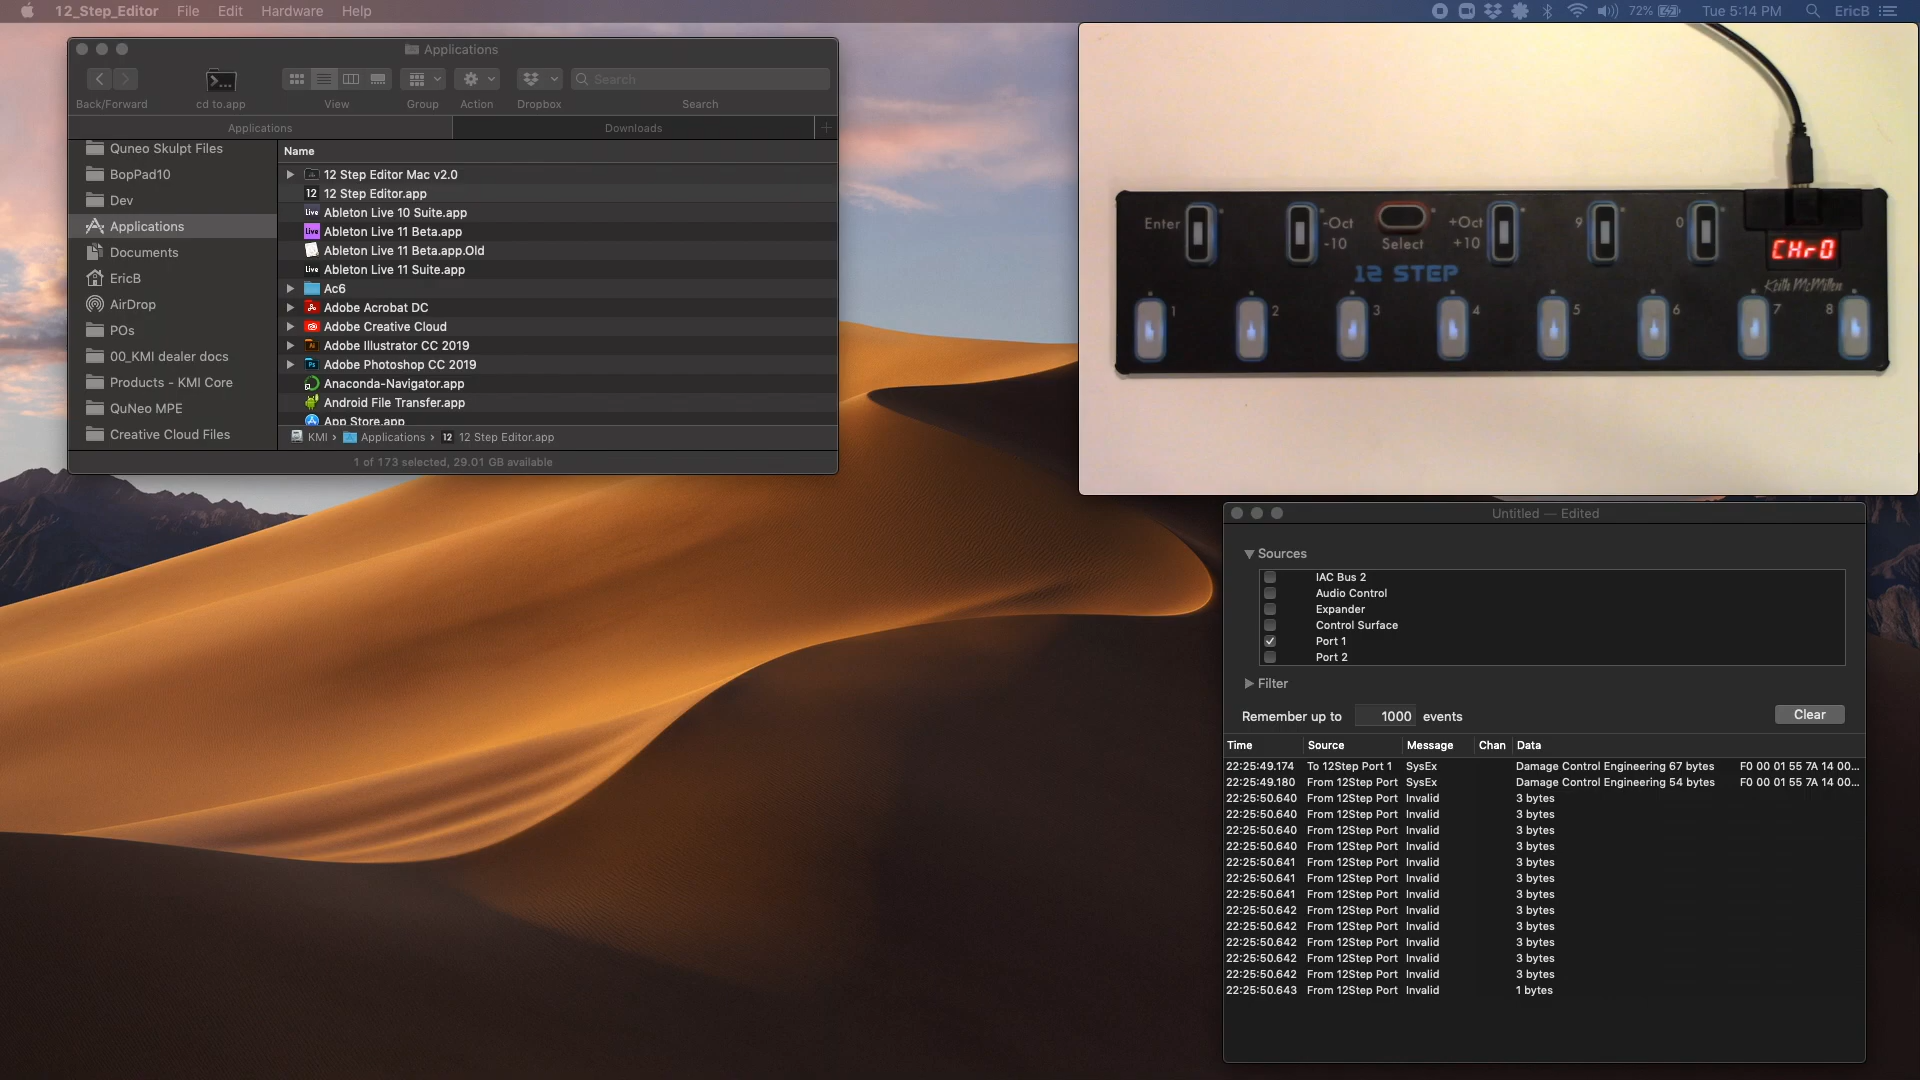 12_Step_Editor File Edit Hardware Help
72% Tue 5:14 PM EricB
Applications
Search
Back/Forward cd to.app View Group Action Dropbox Search
Applications Downloads
Quneo Skulpt Files
BopPad10
Dev
Applications
Documents
EricB
AirDrop
POs
00_KMI dealer docs
Products - KMI Core
QuNeo MPE
Creative Cloud Files
Name
12 Step Editor Mac v2.0
12 12 Step Editor.app
Live Ableton Live 10 Suite.app
Live Ableton Live 11 Beta.app
Ableton Live 11 Beta.app.Old
Live Ableton Live 11 Suite.app
Ac6
Adobe Acrobat DC
Adobe Creative Cloud
Ai Adobe Illustrator CC 2019
Ps Adobe Photoshop CC 2019
Anaconda-Navigator.app
Android File Transfer.app
App Store.app
KMI › Applications › 12 12 Step Editor.app
1 of 173 selected, 29.01 GB available
Enter -Oct -10 Select +Oct +10 9 0
CHr0
12 STEP
Keith McMillen
1 2 3 4 5 6 7 8
Untitled — Edited
Sources
IAC Bus 2
Audio Control
Expander
Control Surface
Port 1
Port 2
Filter
Remember up to 1000 events Clear
Time Source Message Chan Data
22:25:49.174 To 12Step Port 1 SysEx Damage Control Engineering 67 bytes F0 00 01 55 7A 14 00...
22:25:49.180 From 12Step Port SysEx Damage Control Engineering 54 bytes F0 00 01 55 7A 14 00...
22:25:50.640 From 12Step Port Invalid 3 bytes
22:25:50.640 From 12Step Port Invalid 3 bytes
22:25:50.640 From 12Step Port Invalid 3 bytes
22:25:50.640 From 12Step Port Invalid 3 bytes
22:25:50.641 From 12Step Port Invalid 3 bytes
22:25:50.641 From 12Step Port Invalid 3 bytes
22:25:50.641 From 12Step Port Invalid 3 bytes
22:25:50.642 From 12Step Port Invalid 3 bytes
22:25:50.642 From 12Step Port Invalid 3 bytes
22:25:50.642 From 12Step Port Invalid 3 bytes
22:25:50.642 From 12Step Port Invalid 3 bytes
22:25:50.642 From 12Step Port Invalid 3 bytes
22:25:50.643 From 12Step Port Invalid 1 bytes